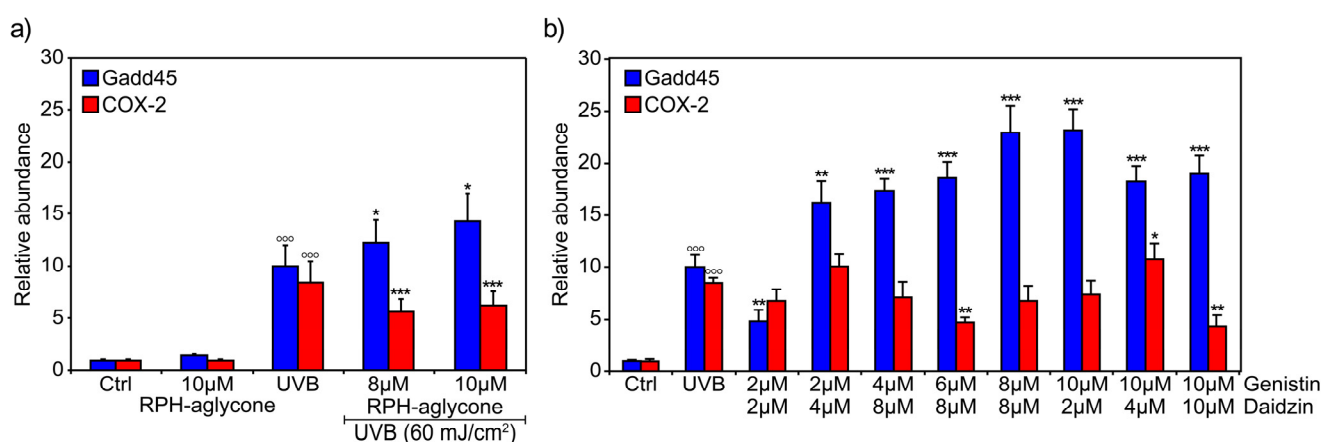 a)
30
25
20
15
10
5
0
Relative abundance
Gadd45
COX-2
°°° °°°
* *
*** ***
Ctrl 10µM UVB 8µM 10µM
RPH-aglycone RPH-aglycone
UVB (60 mJ/cm²)
b)
30
25
20
15
10
5
0
Relative abundance
Gadd45
COX-2
°°° °°° ** ** *** *** ** *** *** *** * *** **
Ctrl UVB 2µM 2µM 4µM 6µM 8µM 10µM 10µM 10µM Genistin
2µM 4µM 8µM 8µM 8µM 2µM 4µM 10µM Daidzin